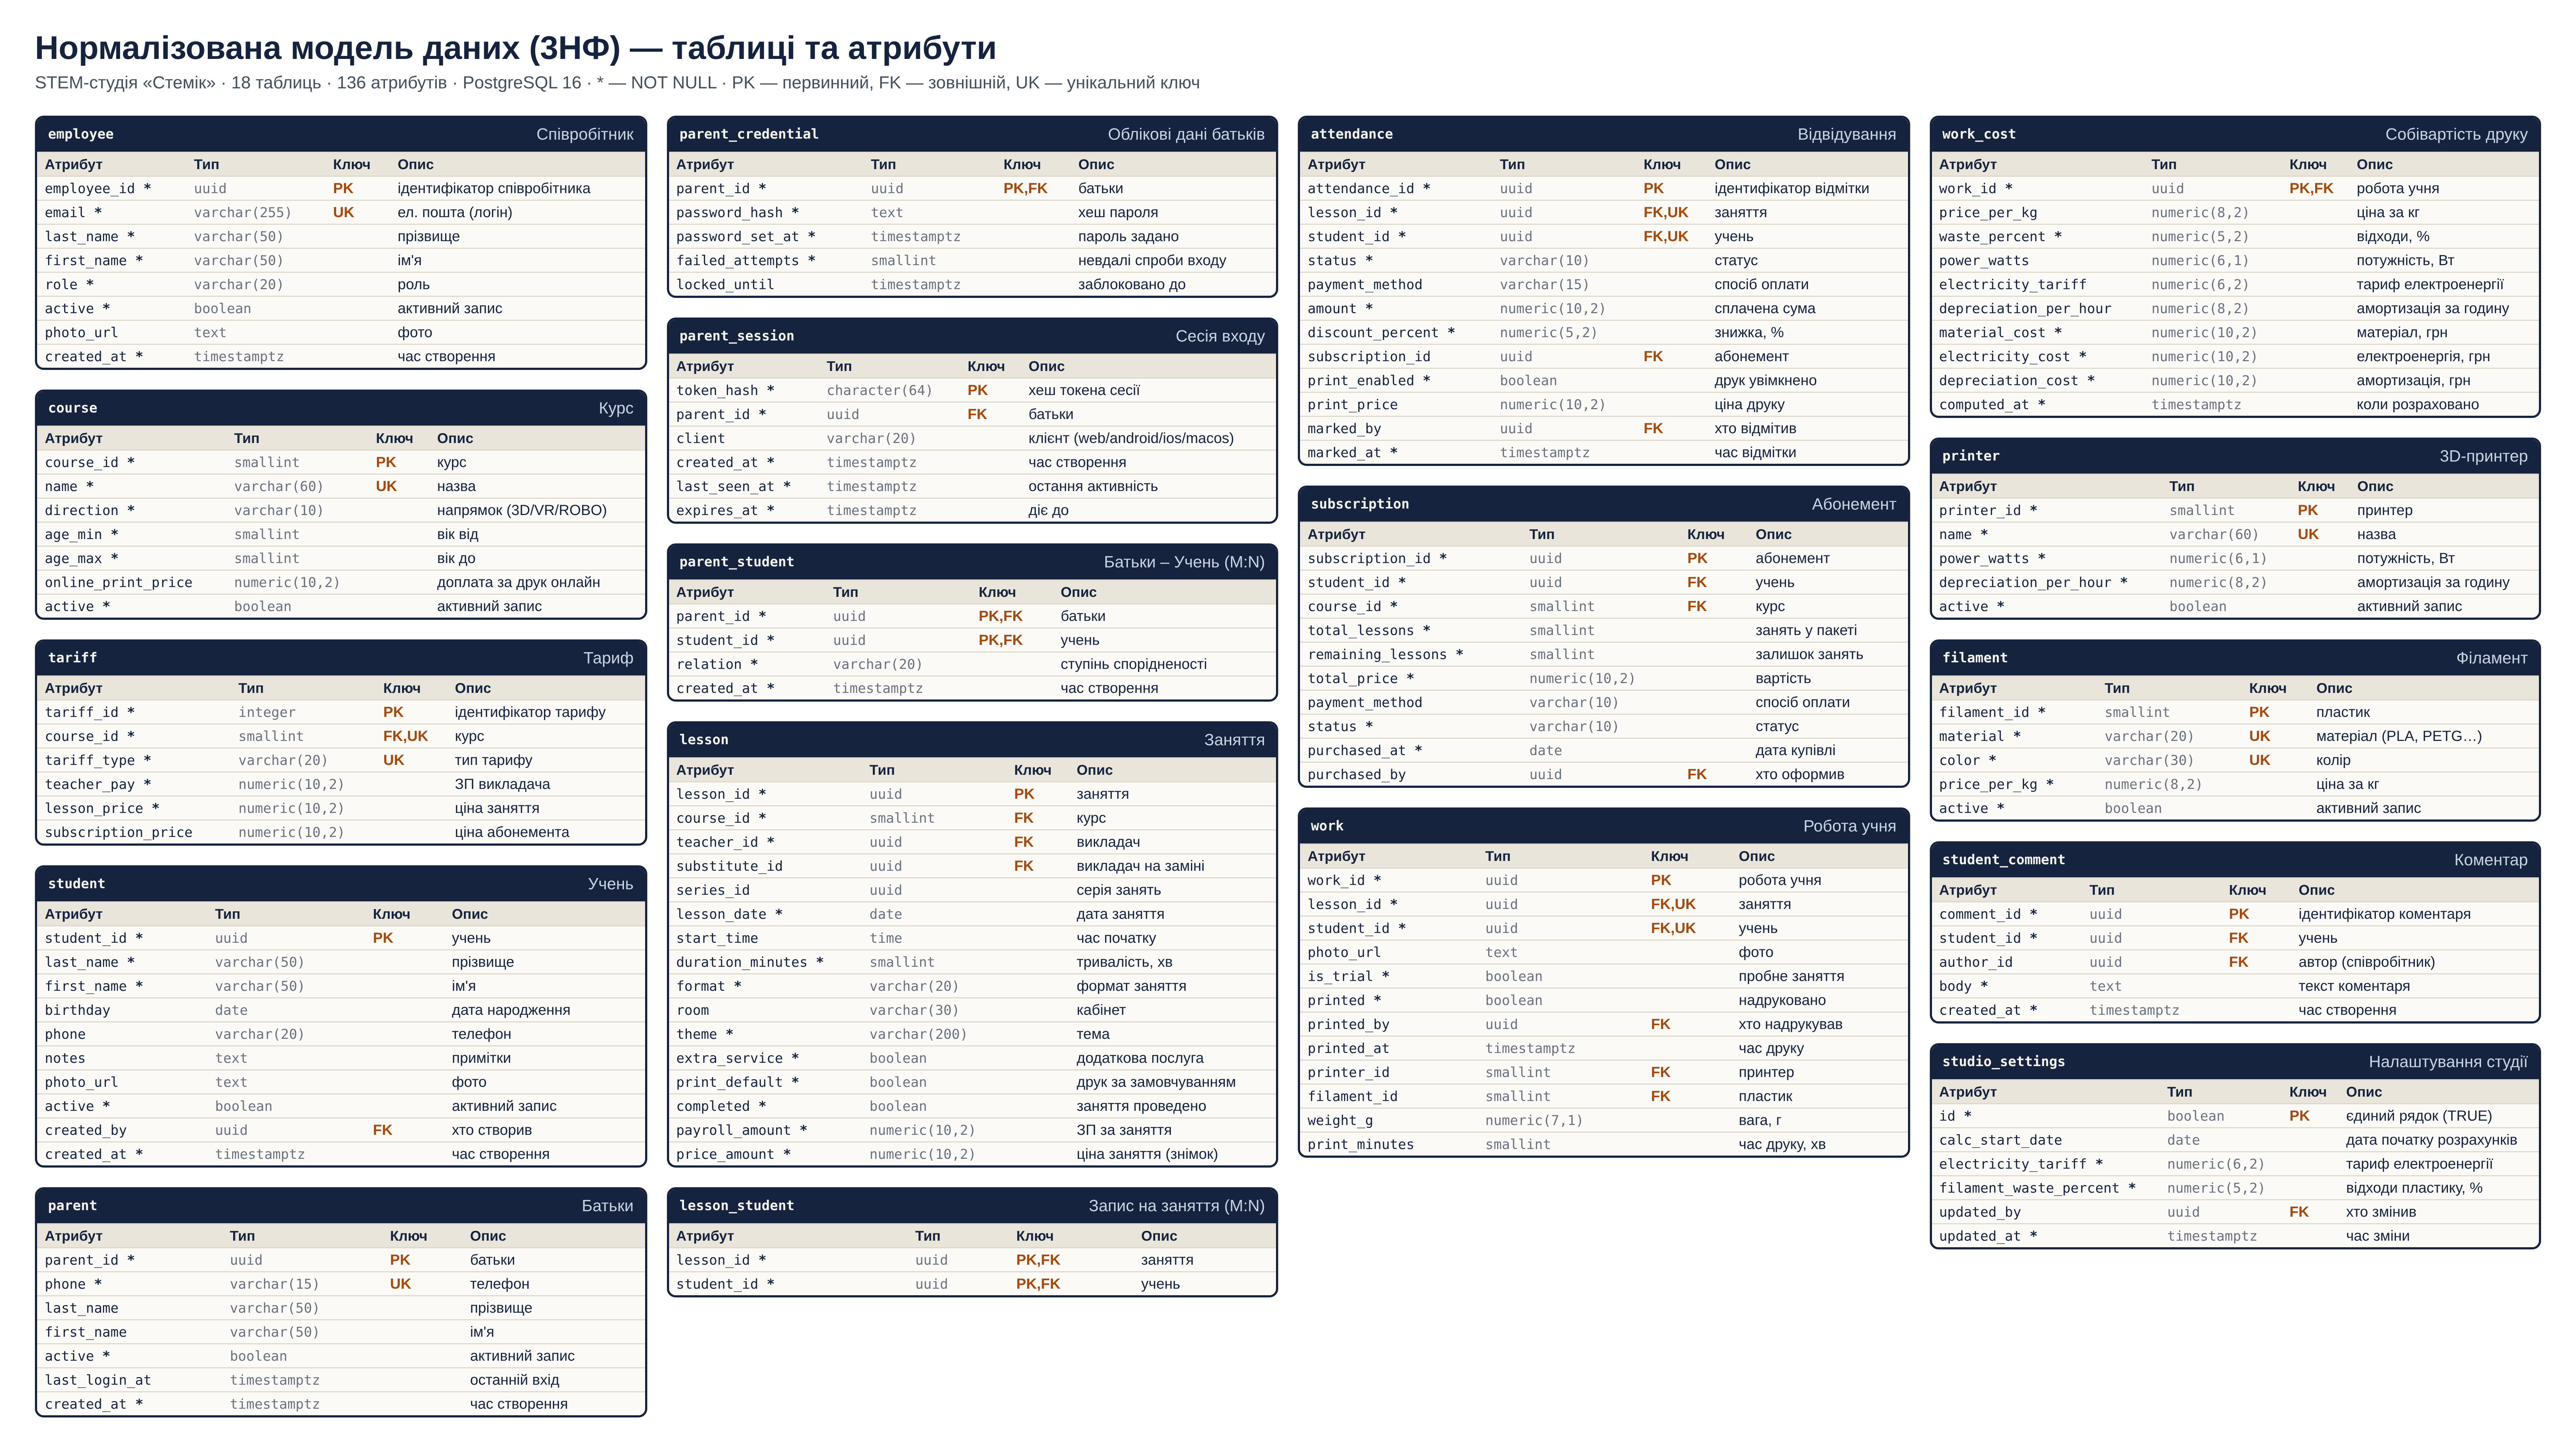 Нормалізована модель даних (3НФ) — таблиці та атрибути
STEM-студія «Стемік» · 18 таблиць · 136 атрибутів · PostgreSQL 16 · * — NOT NULL · PK — первинний, FK — зовнішній, UK — унікальний ключ
employee Співробітник
Атрибут Тип Ключ Опис
employee_id * uuid PK ідентифікатор співробітника
email * varchar(255) UK ел. пошта (логін)
last_name * varchar(50) прізвище
first_name * varchar(50) ім'я
role * varchar(20) роль
active * boolean активний запис
photo_url text фото
created_at * timestamptz час створення
course Курс
Атрибут Тип Ключ Опис
course_id * smallint PK курс
name * varchar(60) UK назва
direction * varchar(10) напрямок (3D/VR/ROBO)
age_min * smallint вік від
age_max * smallint вік до
online_print_price numeric(10,2) доплата за друк онлайн
active * boolean активний запис
tariff Тариф
Атрибут Тип Ключ Опис
tariff_id * integer PK ідентифікатор тарифу
course_id * smallint FK,UK курс
tariff_type * varchar(20) UK тип тарифу
teacher_pay * numeric(10,2) ЗП викладача
lesson_price * numeric(10,2) ціна заняття
subscription_price numeric(10,2) ціна абонемента
student Учень
Атрибут Тип Ключ Опис
student_id * uuid PK учень
last_name * varchar(50) прізвище
first_name * varchar(50) ім'я
birthday date дата народження
phone varchar(20) телефон
notes text примітки
photo_url text фото
active * boolean активний запис
created_by uuid FK хто створив
created_at * timestamptz час створення
parent Батьки
Атрибут Тип Ключ Опис
parent_id * uuid PK батьки
phone * varchar(15) UK телефон
last_name varchar(50) прізвище
first_name varchar(50) ім'я
active * boolean активний запис
last_login_at timestamptz останній вхід
created_at * timestamptz час створення
parent_credential Облікові дані батьків
Атрибут Тип Ключ Опис
parent_id * uuid PK,FK батьки
password_hash * text хеш пароля
password_set_at * timestamptz пароль задано
failed_attempts * smallint невдалі спроби входу
locked_until timestamptz заблоковано до
parent_session Сесія входу
Атрибут Тип Ключ Опис
token_hash * character(64) PK хеш токена сесії
parent_id * uuid FK батьки
client varchar(20) клієнт (web/android/ios/macos)
created_at * timestamptz час створення
last_seen_at * timestamptz остання активність
expires_at * timestamptz діє до
parent_student Батьки – Учень (M:N)
Атрибут Тип Ключ Опис
parent_id * uuid PK,FK батьки
student_id * uuid PK,FK учень
relation * varchar(20) ступінь спорідненості
created_at * timestamptz час створення
lesson Заняття
Атрибут Тип Ключ Опис
lesson_id * uuid PK заняття
course_id * smallint FK курс
teacher_id * uuid FK викладач
substitute_id uuid FK викладач на заміні
series_id uuid серія занять
lesson_date * date дата заняття
start_time time час початку
duration_minutes * smallint тривалість, хв
format * varchar(20) формат заняття
room varchar(30) кабінет
theme * varchar(200) тема
extra_service * boolean додаткова послуга
print_default * boolean друк за замовчуванням
completed * boolean заняття проведено
payroll_amount * numeric(10,2) ЗП за заняття
price_amount * numeric(10,2) ціна заняття (знімок)
lesson_student Запис на заняття (M:N)
Атрибут Тип Ключ Опис
lesson_id * uuid PK,FK заняття
student_id * uuid PK,FK учень
attendance Відвідування
Атрибут Тип Ключ Опис
attendance_id * uuid PK ідентифікатор відмітки
lesson_id * uuid FK,UK заняття
student_id * uuid FK,UK учень
status * varchar(10) статус
payment_method varchar(15) спосіб оплати
amount * numeric(10,2) сплачена сума
discount_percent * numeric(5,2) знижка, %
subscription_id uuid FK абонемент
print_enabled * boolean друк увімкнено
print_price numeric(10,2) ціна друку
marked_by uuid FK хто відмітив
marked_at * timestamptz час відмітки
subscription Абонемент
Атрибут Тип Ключ Опис
subscription_id * uuid PK абонемент
student_id * uuid FK учень
course_id * smallint FK курс
total_lessons * smallint занять у пакеті
remaining_lessons * smallint залишок занять
total_price * numeric(10,2) вартість
payment_method varchar(10) спосіб оплати
status * varchar(10) статус
purchased_at * date дата купівлі
purchased_by uuid FK хто оформив
work Робота учня
Атрибут Тип Ключ Опис
work_id * uuid PK робота учня
lesson_id * uuid FK,UK заняття
student_id * uuid FK,UK учень
photo_url text фото
is_trial * boolean пробне заняття
printed * boolean надруковано
printed_by uuid FK хто надрукував
printed_at timestamptz час друку
printer_id smallint FK принтер
filament_id smallint FK пластик
weight_g numeric(7,1) вага, г
print_minutes smallint час друку, хв
work_cost Собівартість друку
Атрибут Тип Ключ Опис
work_id * uuid PK,FK робота учня
price_per_kg numeric(8,2) ціна за кг
waste_percent * numeric(5,2) відходи, %
power_watts numeric(6,1) потужність, Вт
electricity_tariff numeric(6,2) тариф електроенергії
depreciation_per_hour numeric(8,2) амортизація за годину
material_cost * numeric(10,2) матеріал, грн
electricity_cost * numeric(10,2) електроенергія, грн
depreciation_cost * numeric(10,2) амортизація, грн
computed_at * timestamptz коли розраховано
printer 3D-принтер
Атрибут Тип Ключ Опис
printer_id * smallint PK принтер
name * varchar(60) UK назва
power_watts * numeric(6,1) потужність, Вт
depreciation_per_hour * numeric(8,2) амортизація за годину
active * boolean активний запис
filament Філамент
Атрибут Тип Ключ Опис
filament_id * smallint PK пластик
material * varchar(20) UK матеріал (PLA, PETG…)
color * varchar(30) UK колір
price_per_kg * numeric(8,2) ціна за кг
active * boolean активний запис
student_comment Коментар
Атрибут Тип Ключ Опис
comment_id * uuid PK ідентифікатор коментаря
student_id * uuid FK учень
author_id uuid FK автор (співробітник)
body * text текст коментаря
created_at * timestamptz час створення
studio_settings Налаштування студії
Атрибут Тип Ключ Опис
id * boolean PK єдиний рядок (TRUE)
calc_start_date date дата початку розрахунків
electricity_tariff * numeric(6,2) тариф електроенергії
filament_waste_percent * numeric(5,2) відходи пластику, %
updated_by uuid FK хто змінив
updated_at * timestamptz час зміни